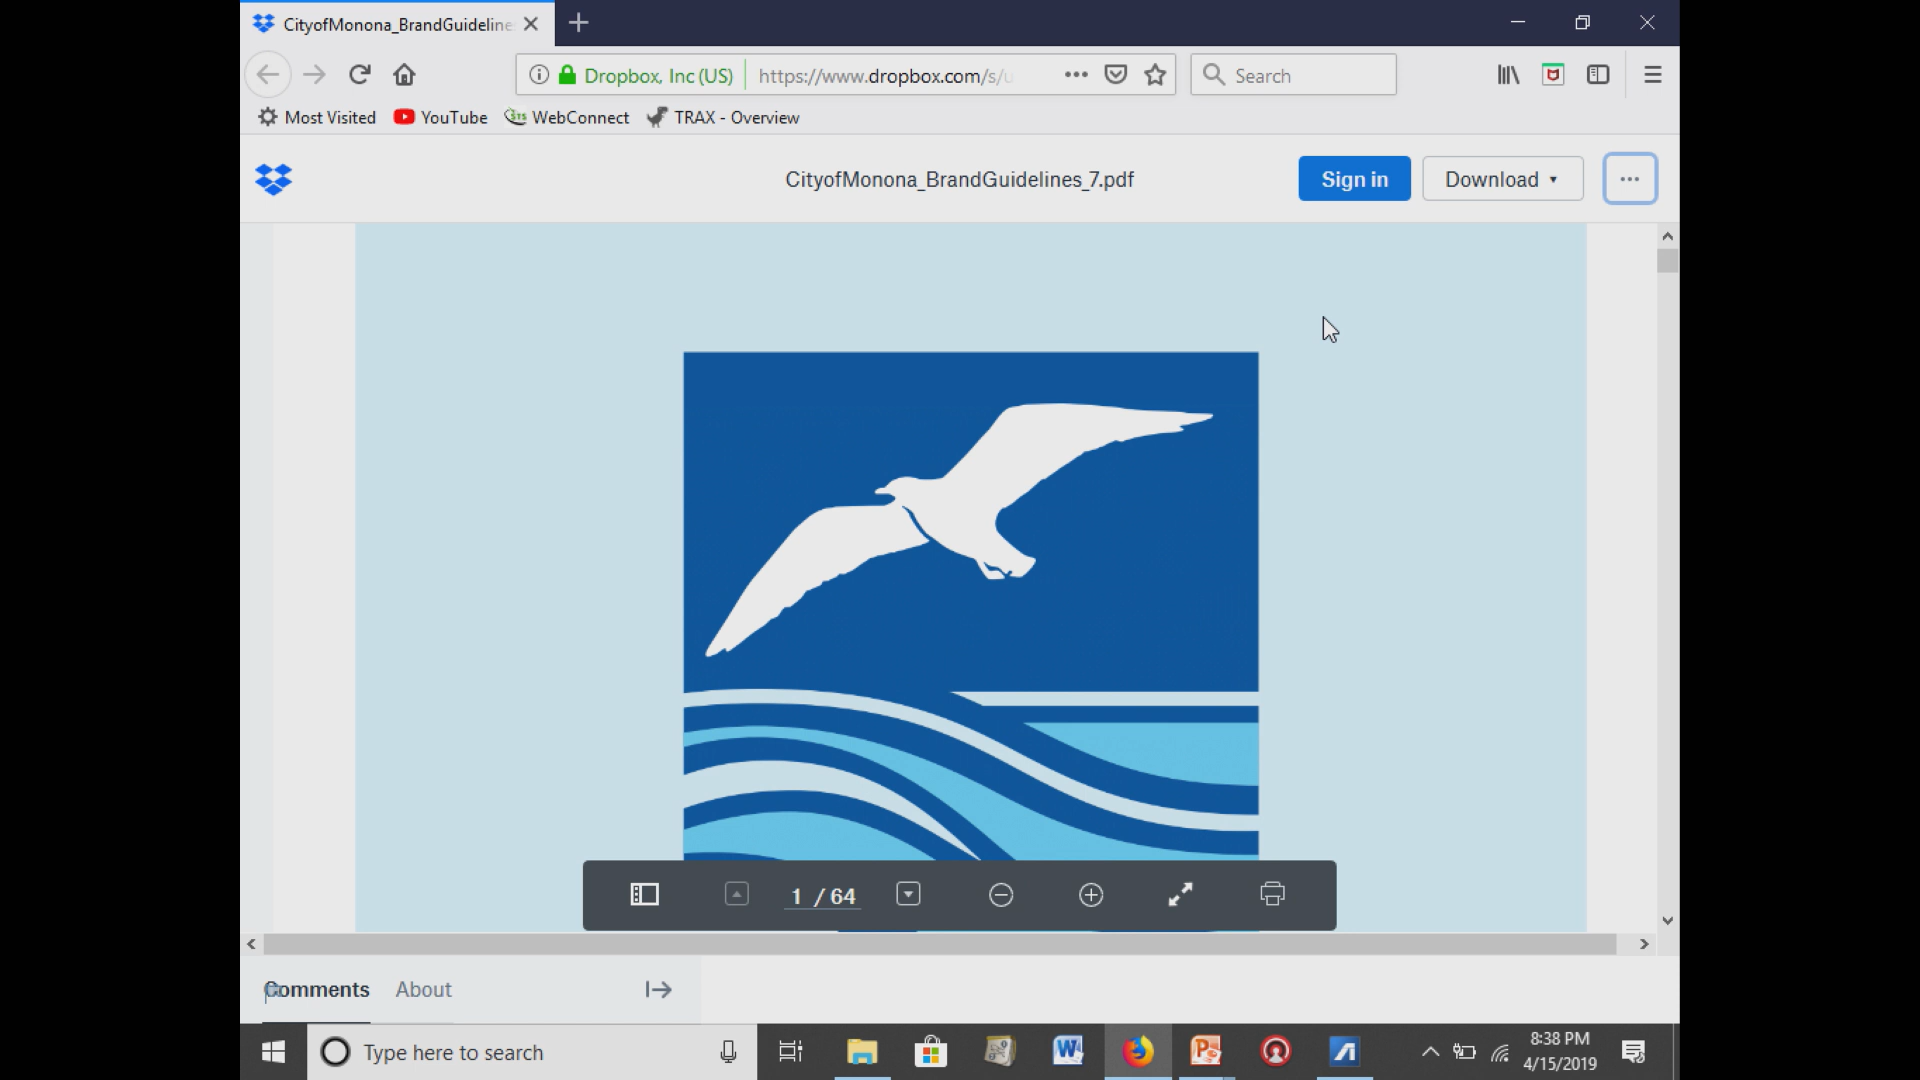 CityofMonona_BrandGuideline
Dropbox, Inc (US) https://www.dropbox.com/s/u
Search
Most Visited YouTube WebConnect TRAX - Overview
CityofMonona_BrandGuidelines_7.pdf
Sign in
Download
1 / 64
Comments About
Type here to search
8:38 PM
4/15/2019